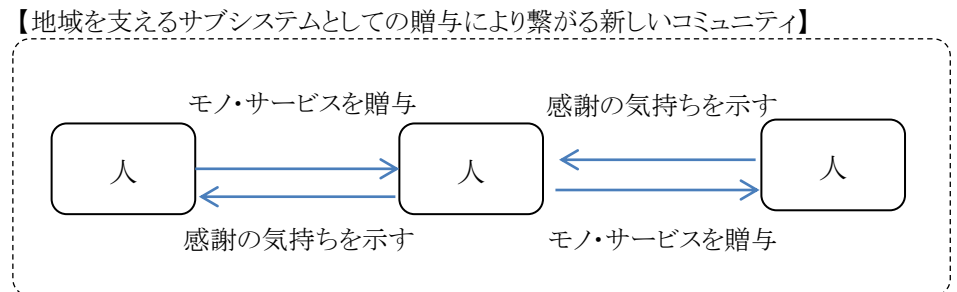 【地域を支えるサブシステムとしての贈与により繋がる新しいコミュニティ】
モノ・サービスを贈与
感謝の気持ちを示す
人
人
人
感謝の気持ちを示す
モノ・サービスを贈与